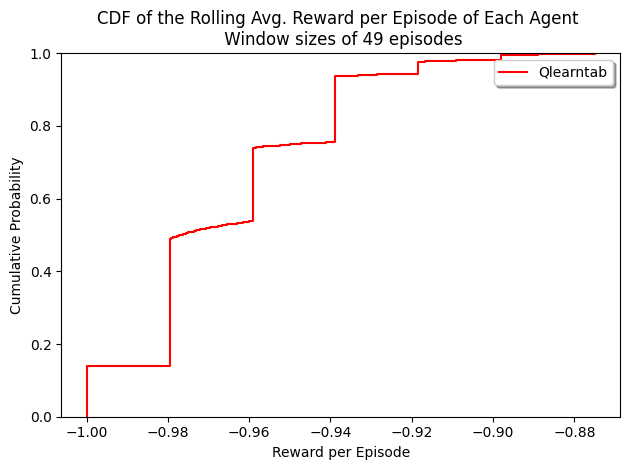 CDF of the Rolling Avg. Reward per Episode of Each Agent
Window sizes of 49 episodes
Qlearntab
Cumulative Probability
1.0
0.8
0.6
0.4
0.2
0.0
−1.00 −0.98 −0.96 −0.94 −0.92 −0.90 −0.88
Reward per Episode